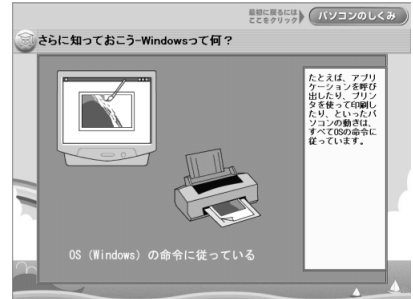 最初に戻るには
ここをクリック
パソコンのしくみ
さらに知っておこう-Windowsって何？
たとえば、アプリ
ケーションを呼び
出したり、プリン
タを使って印刷し
たり、といったパ
ソコンの動きは、
すべてOSの命令に
従っています。
OS（Windows）の命令に従っている